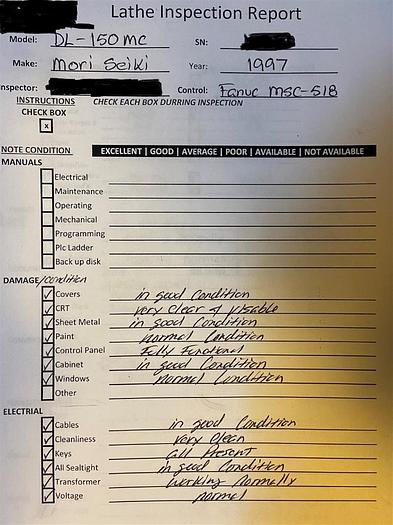 Lathe Inspection Report
Model: DL-150 MC SN:
Make: Mori Seiki Year: 1997
nspector: Control: Fanuc MSC-518
INSTRUCTIONS CHECK EACH BOX DURRING INSPECTION
CHECK BOX
x
NOTE CONDITION EXCELLENT | GOOD | AVERAGE | POOR | AVAILABLE | NOT AVAILABLE
MANUALS
Electrical
Maintenance
Operating
Mechanical
Programming
Plc Ladder
Back up disk
DAMAGE/condition
Covers in good Condition
CRT very clear & visable
Sheet Metal in good Condition
Paint normal Condition
Control Panel Fully Functional
Cabinet in good Condition
Windows normal Condition
Other
ELECTRIAL
Cables in good Condition
Cleanliness very Clean
Keys all Present
All Sealtight in good Condition
Transformer working normally
Voltage normal